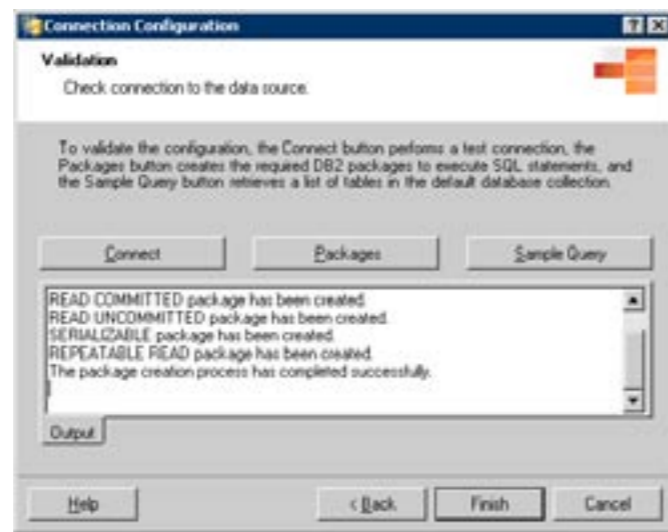 Connection Configuration
Validation
Check connection to the data source.
To validate the configuration, the Connect button performs a test connection, the
Packages button creates the required DB2 packages to execute SQL statements, and
the Sample Query button retrieves a list of tables in the default database collection.
Connect
Packages
Sample Query
READ COMMITTED package has been created.
READ UNCOMMITTED package has been created.
SERIALIZABLE package has been created.
REPEATABLE READ package has been created.
The package creation process has completed successfully.
Output
Help
< Back
Finish
Cancel